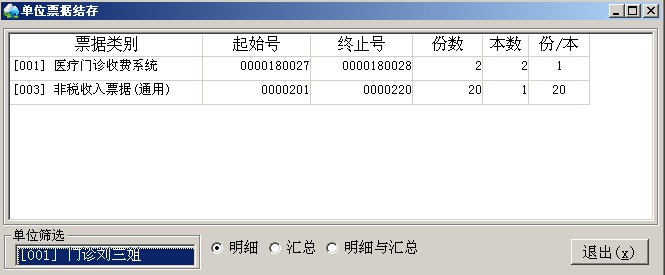 单位票据结存
票据类别 起始号 终止号 份数 本数 份/本
[001] 医疗门诊收费系统 0000180027 0000180028 2 2 1
[003] 非税收入票据(通用) 0000201 0000220 20 1 20
单位筛选
[001] 门诊刘三姐
明细 汇总 明细与汇总
退出(x)